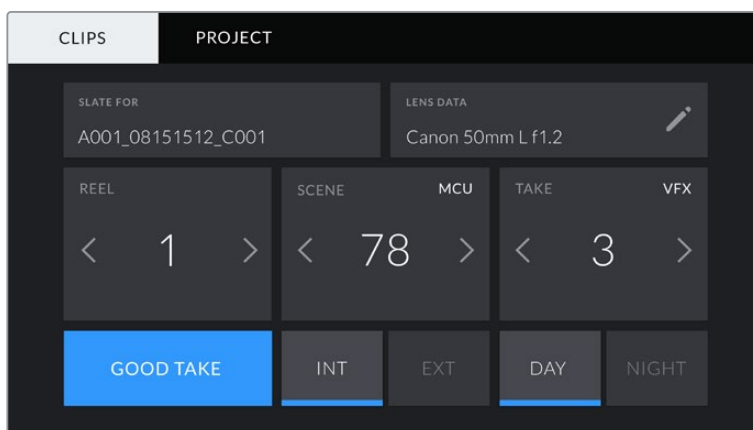 CLIPS PROJECT
SLATE FOR
A001_08151512_C001
LENS DATA
Canon 50mm L f1.2
REEL
1
SCENE MCU
78
TAKE VFX
3
GOOD TAKE
INT
EXT
DAY
NIGHT